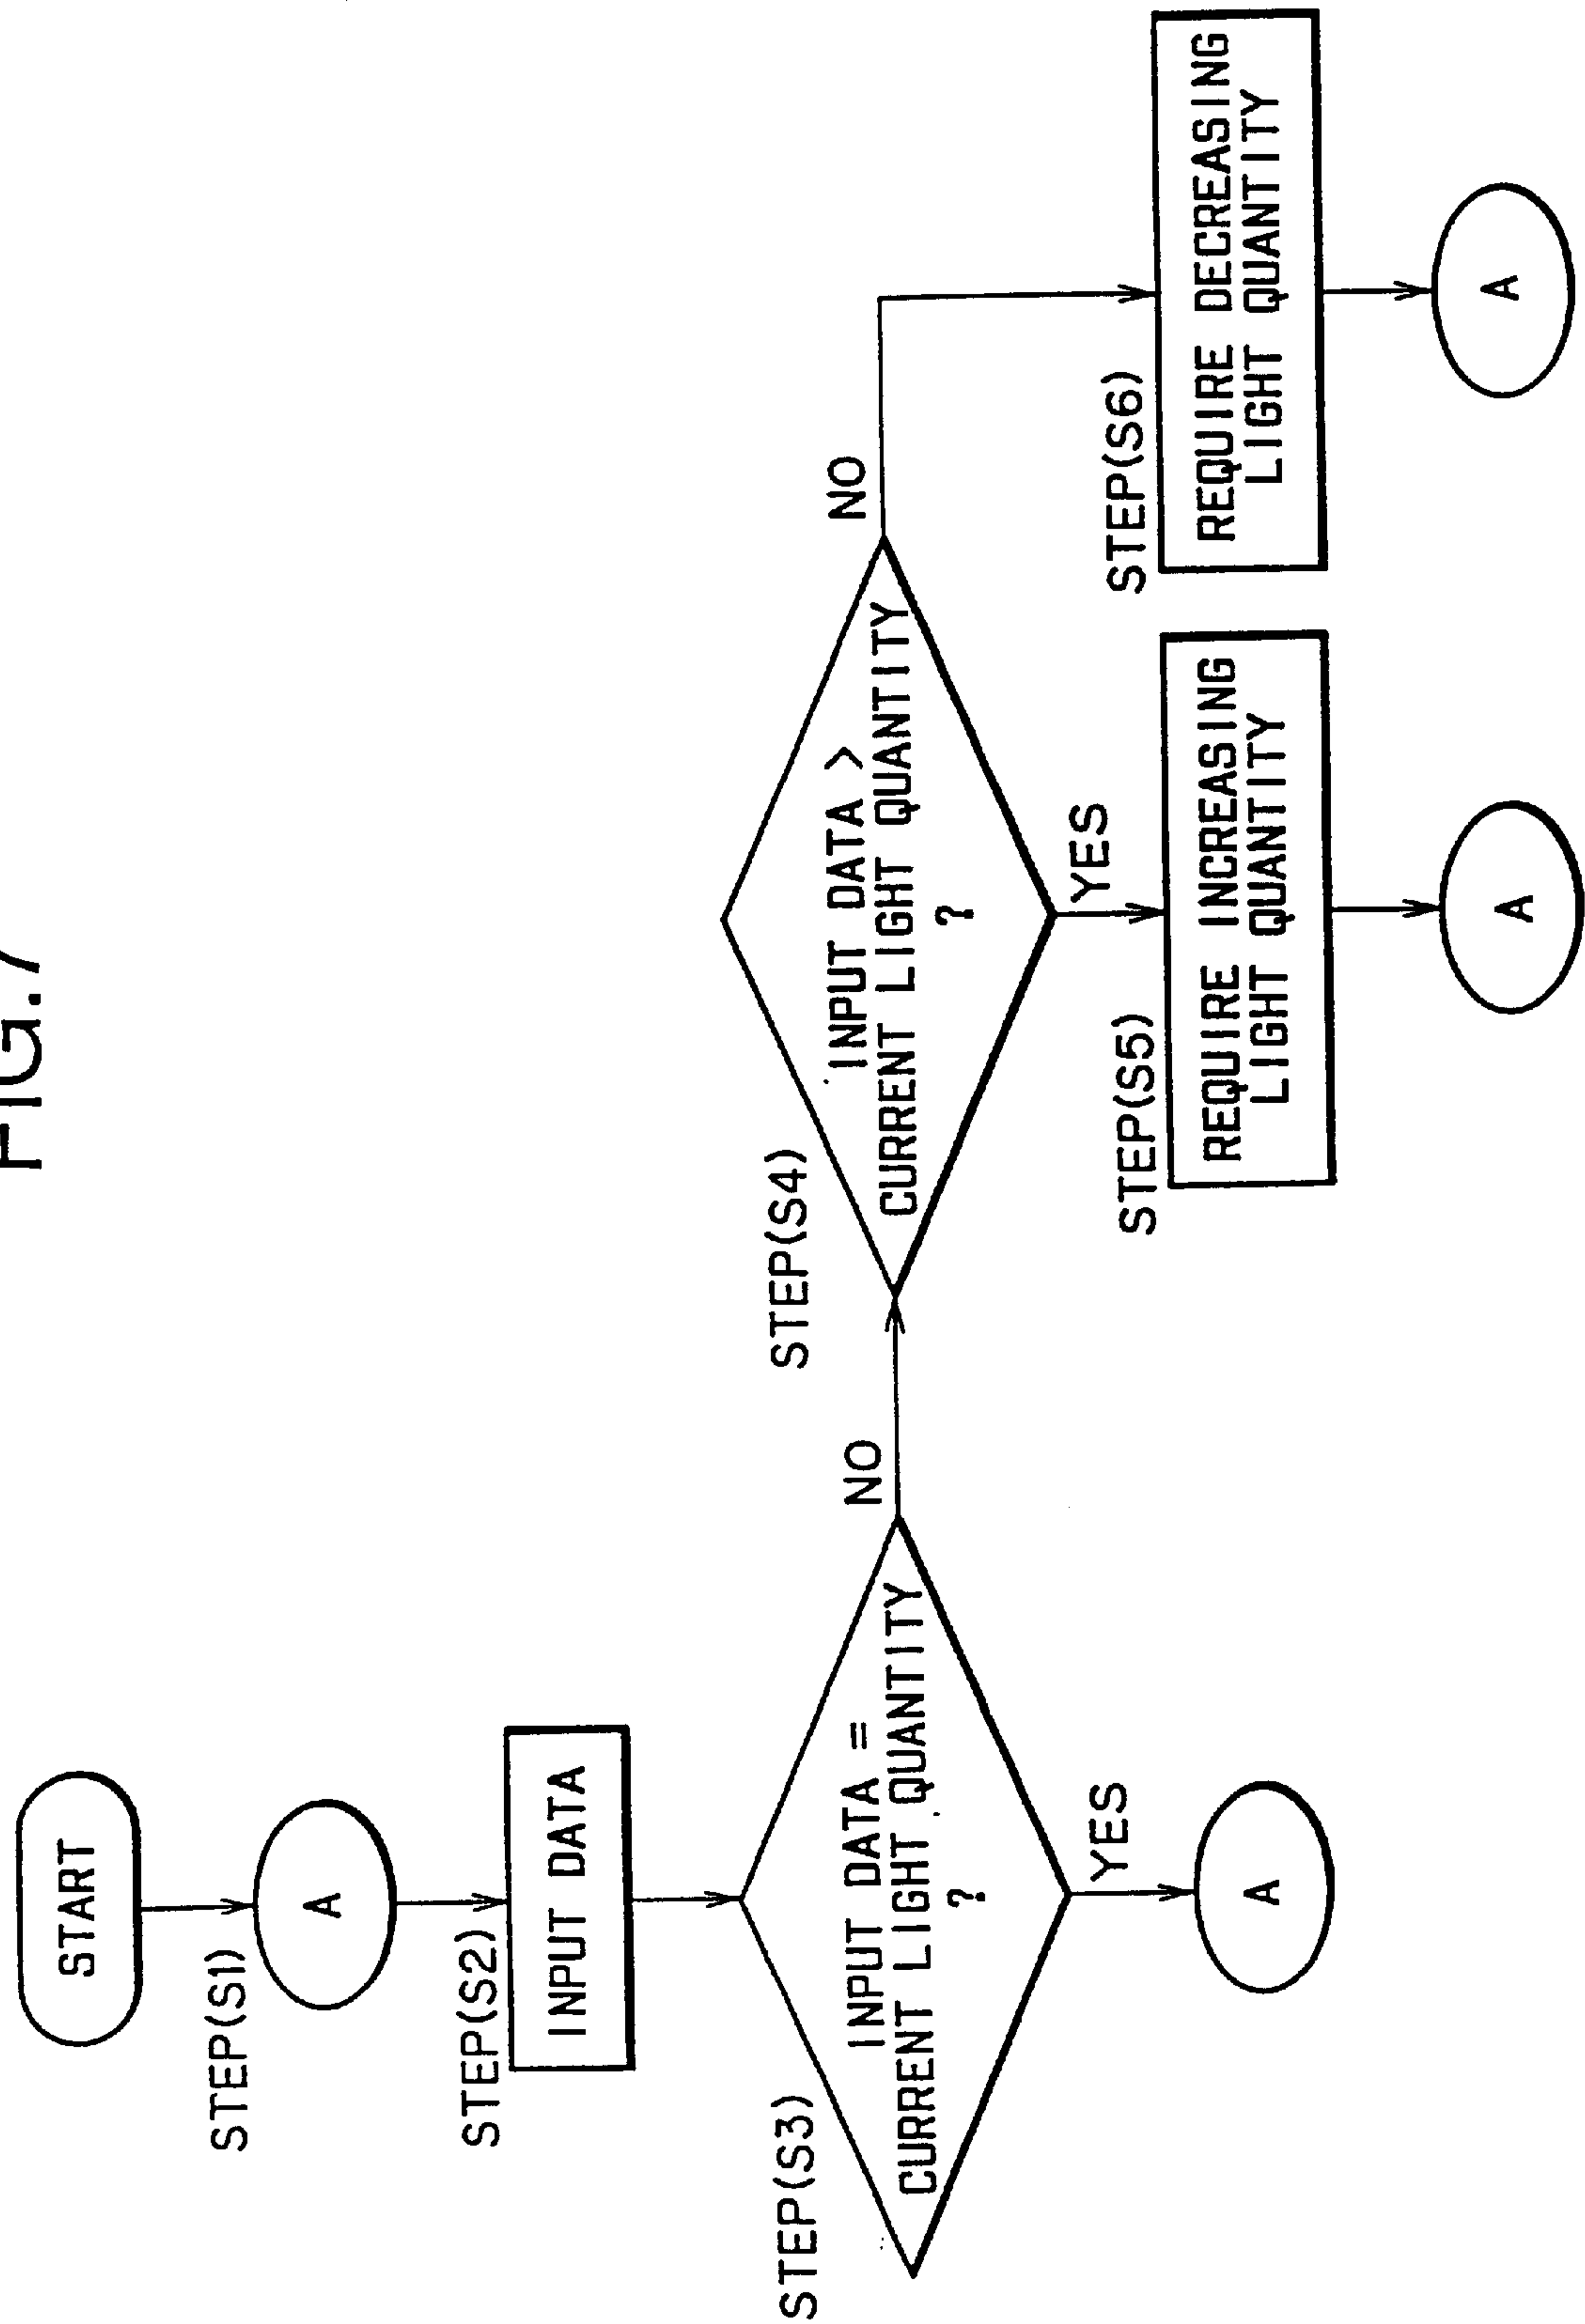 FIG.7
START
STEP(S1)
A
STEP(S2)
INPUT DATA
STEP(S3)
INPUT DATA =
CURRENT LIGHT QUANTITY
?
NO
YES
A
STEP(S4)
INPUT DATA >
CURRENT LIGHT QUANTITY
?
NO
YES
STEP(S5)
REQUIRE INCREASING
LIGHT QUANTITY
A
STEP(S6)
REQUIRE DECREASING
LIGHT QUANTITY
A